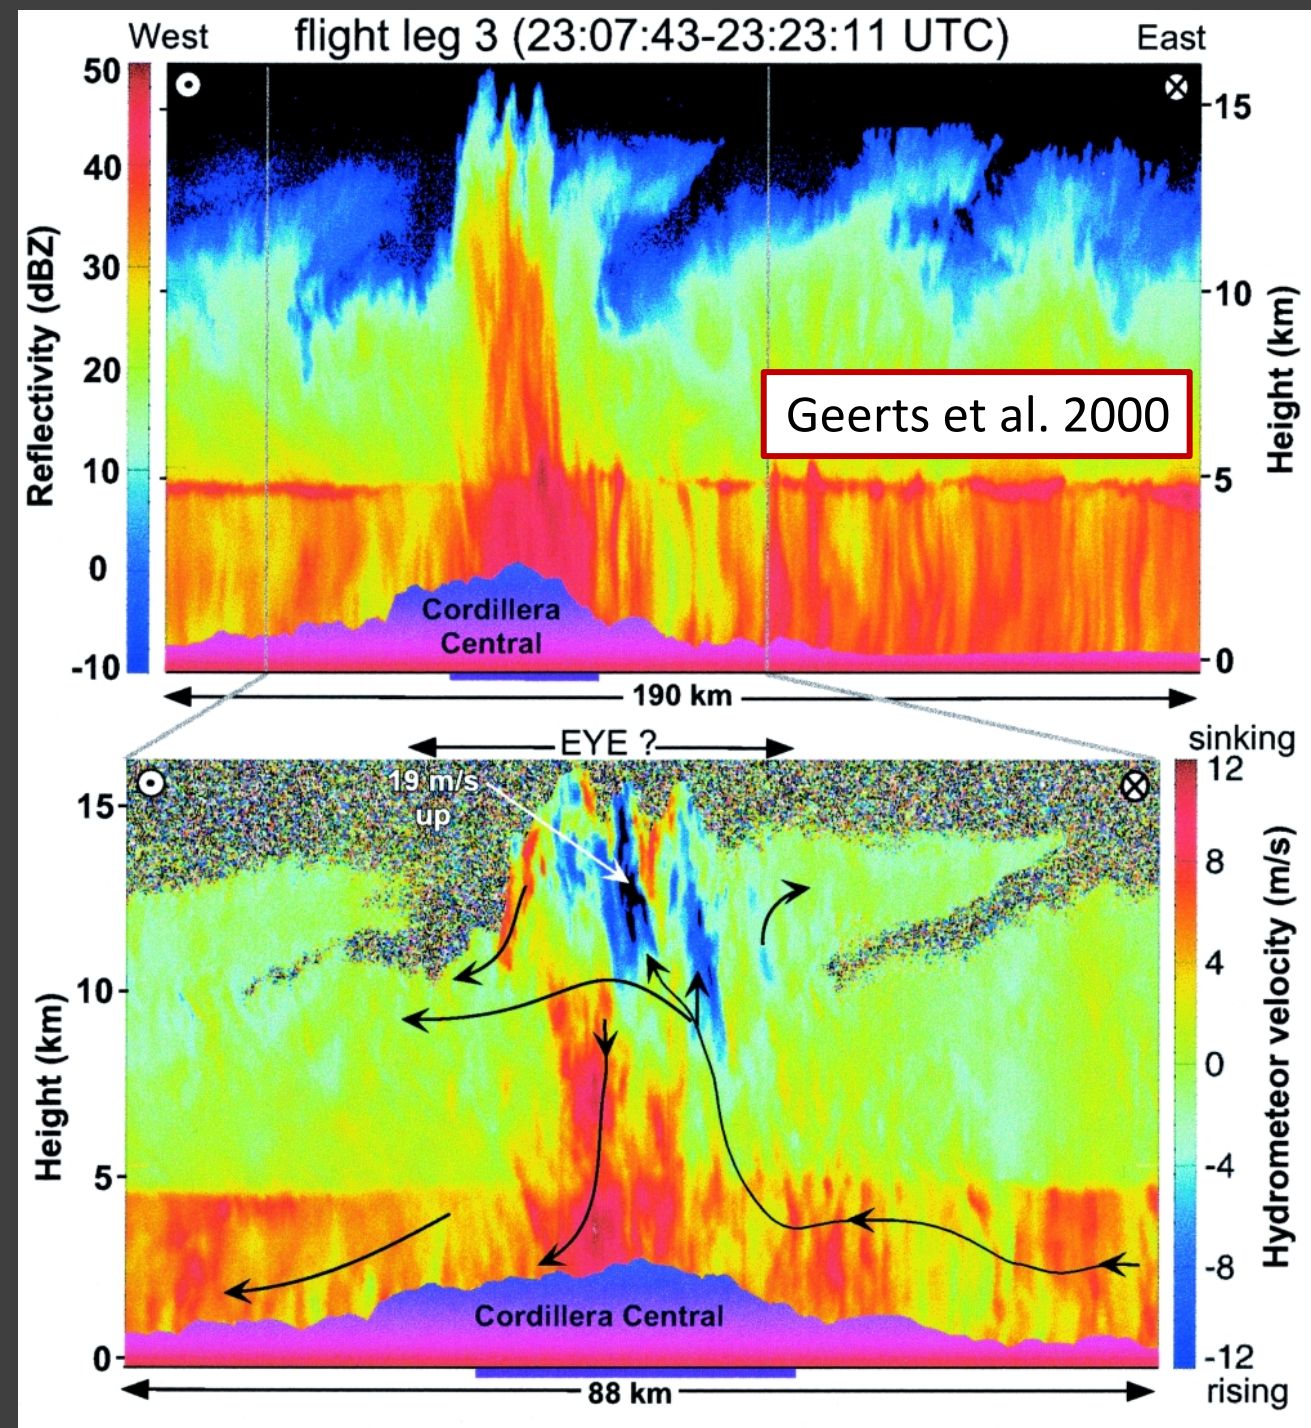 West
flight leg 3 (23:07:43-23:23:11 UTC)
East
50
40
30
20
10
0
-10
Reflectivity (dBZ)
15
10
5
0
Height (km)
Geerts et al. 2000
Cordillera
Central
190 km
EYE ?
sinking
19 m/s
up
15
10
5
0
Height (km)
12
8
4
0
-4
-8
-12
Hydrometeor velocity (m/s)
Cordillera Central
rising
88 km